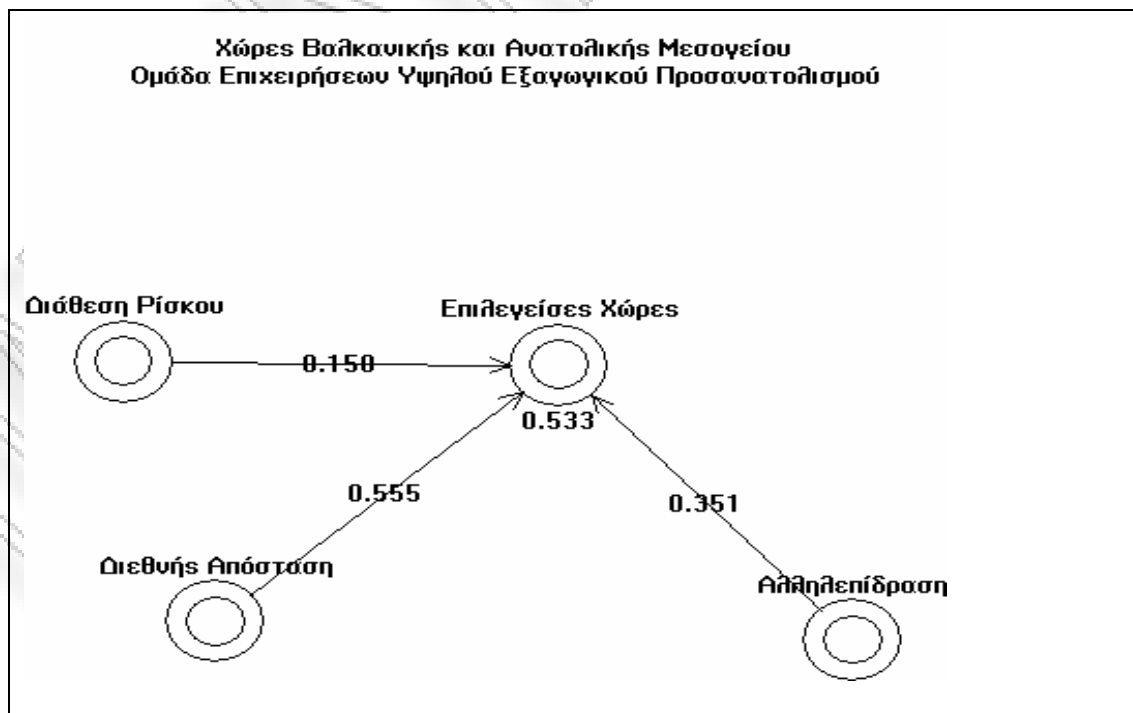 Χώρες Βαλκανικής και Ανατολικής Μεσογείου
Ομάδα Επιχειρήσεων Υψηλού Εξαγωγικού Προσανατολισμού
Διάθεση Ρίσκου
Επιλεγείσες Χώρες
0.150
0.533
0.555
0.351
Διεθνής Απόσταση
Αλληλεπίδραση